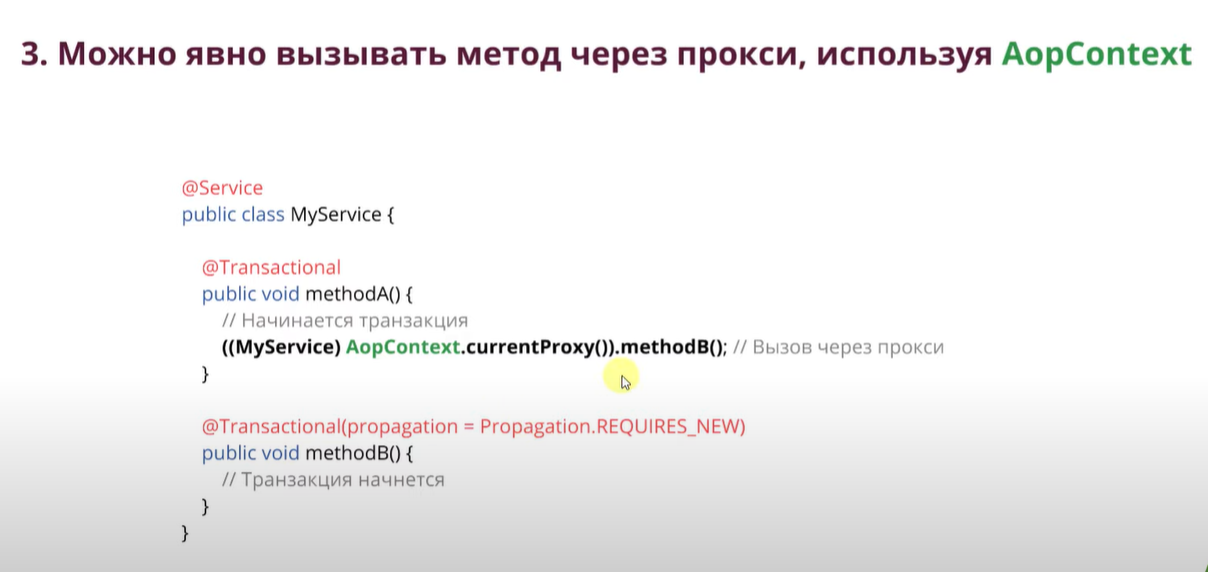 3. Можно явно вызывать метод через прокси, используя AopContext
@Service
public class MyService {
@Transactional
public void methodA() {
// Начинается транзакция
((MyService) AopContext.currentProxy()).methodB(); // Вызов через прокси
}
@Transactional(propagation = Propagation.REQUIRES_NEW)
public void methodB() {
// Транзакция начнется
}
}